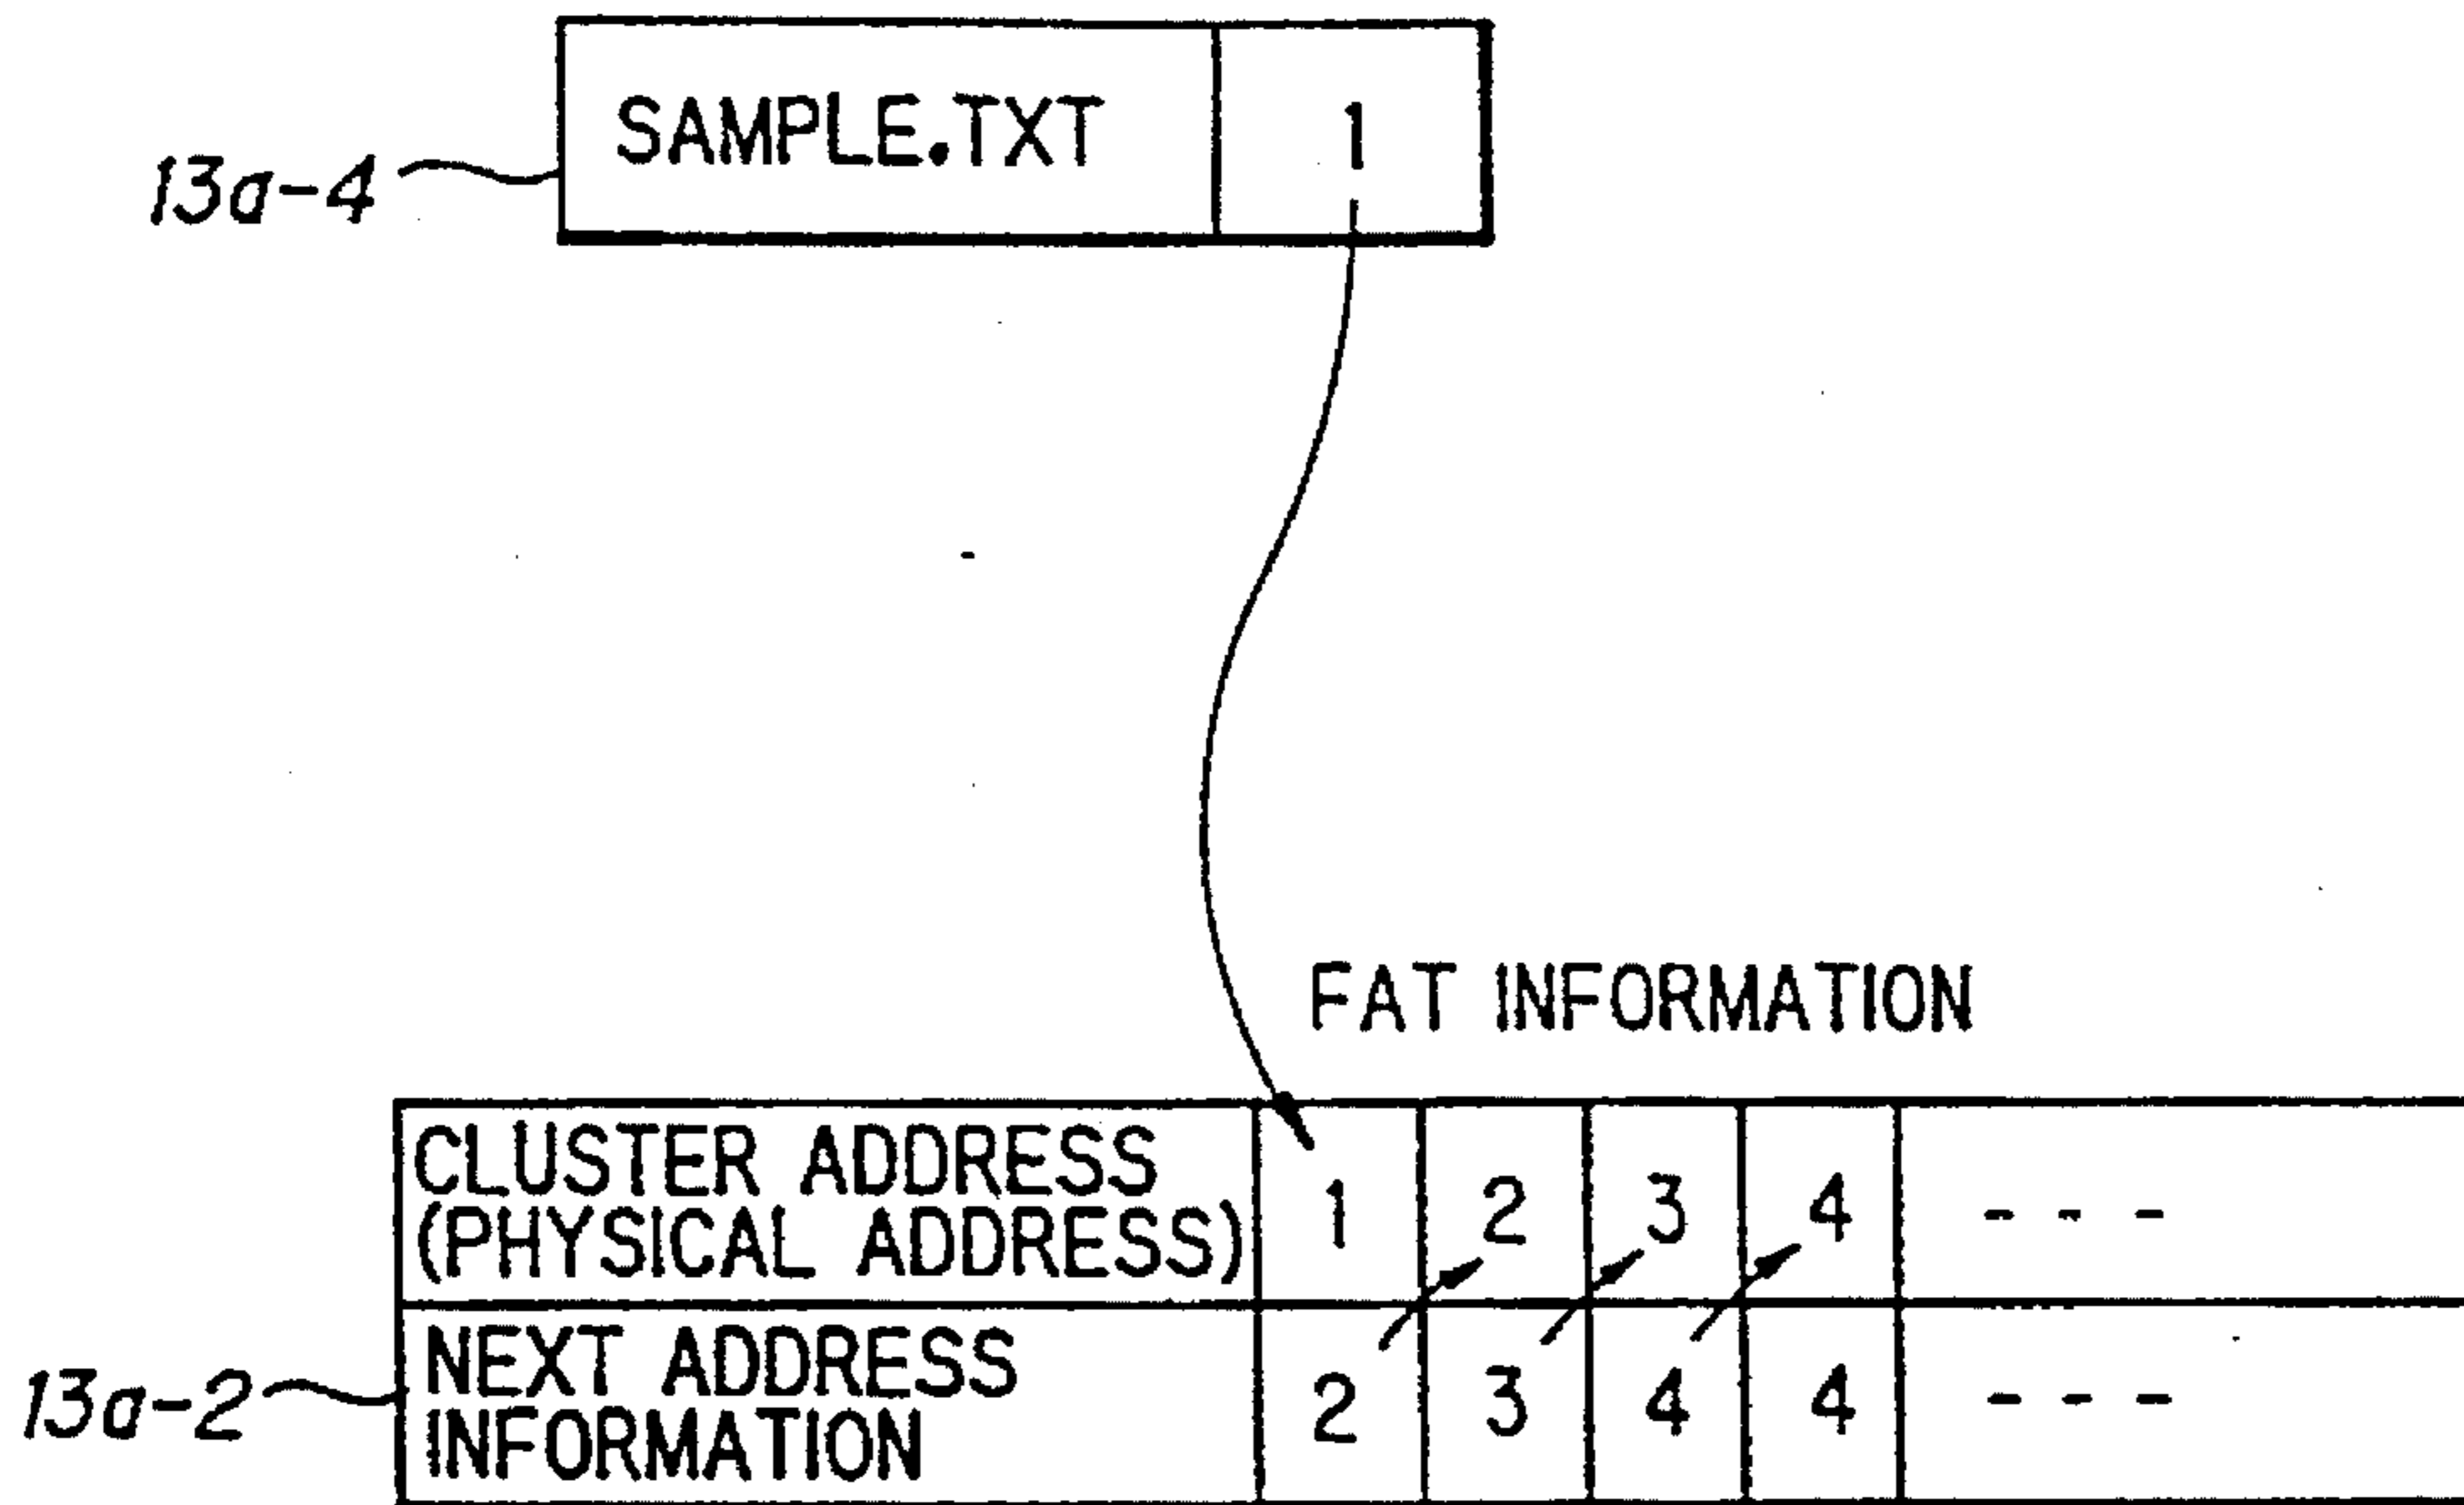 SAMPLE.TXT 1
13a-4
FAT INFORMATION
CLUSTER ADDRESS
(PHYSICAL ADDRESS) 1 2 3 4 - - -
NEXT ADDRESS
INFORMATION 2 3 4 4 - - -
13a-2